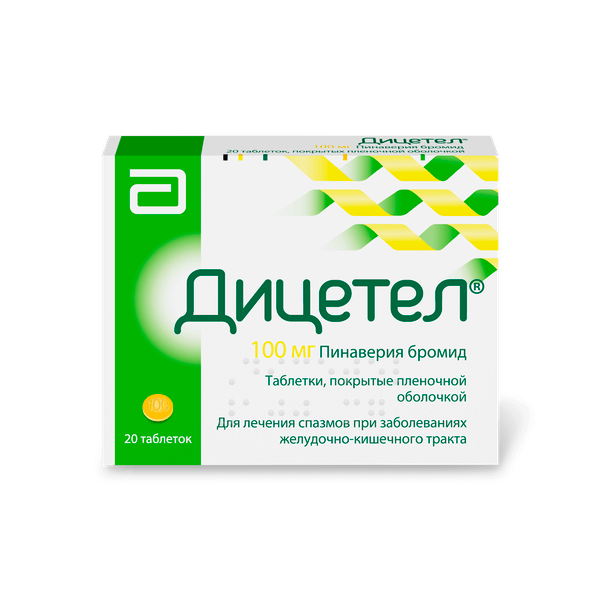 Дицетел®
100 мг Пинаверия бромид
20 таблеток, покрытых пленочной оболочкой
Дицетел®
100 мг Пинаверия бромид
Таблетки, покрытые пленочной
оболочкой
Для лечения спазмов при заболеваниях
желудочно-кишечного тракта
20 таблеток